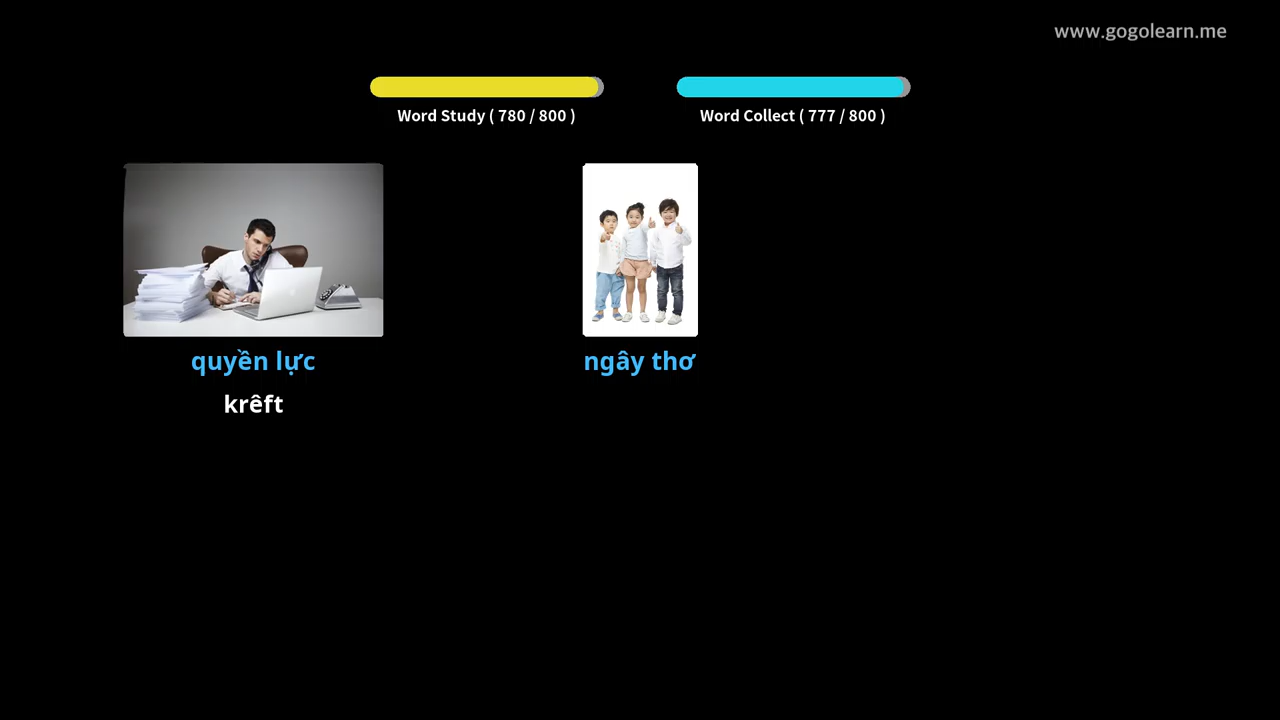 www.gogolearn.me
Word Study ( 780 / 800 )
Word Collect ( 777 / 800 )
quyền lực
ngây thơ
krêft